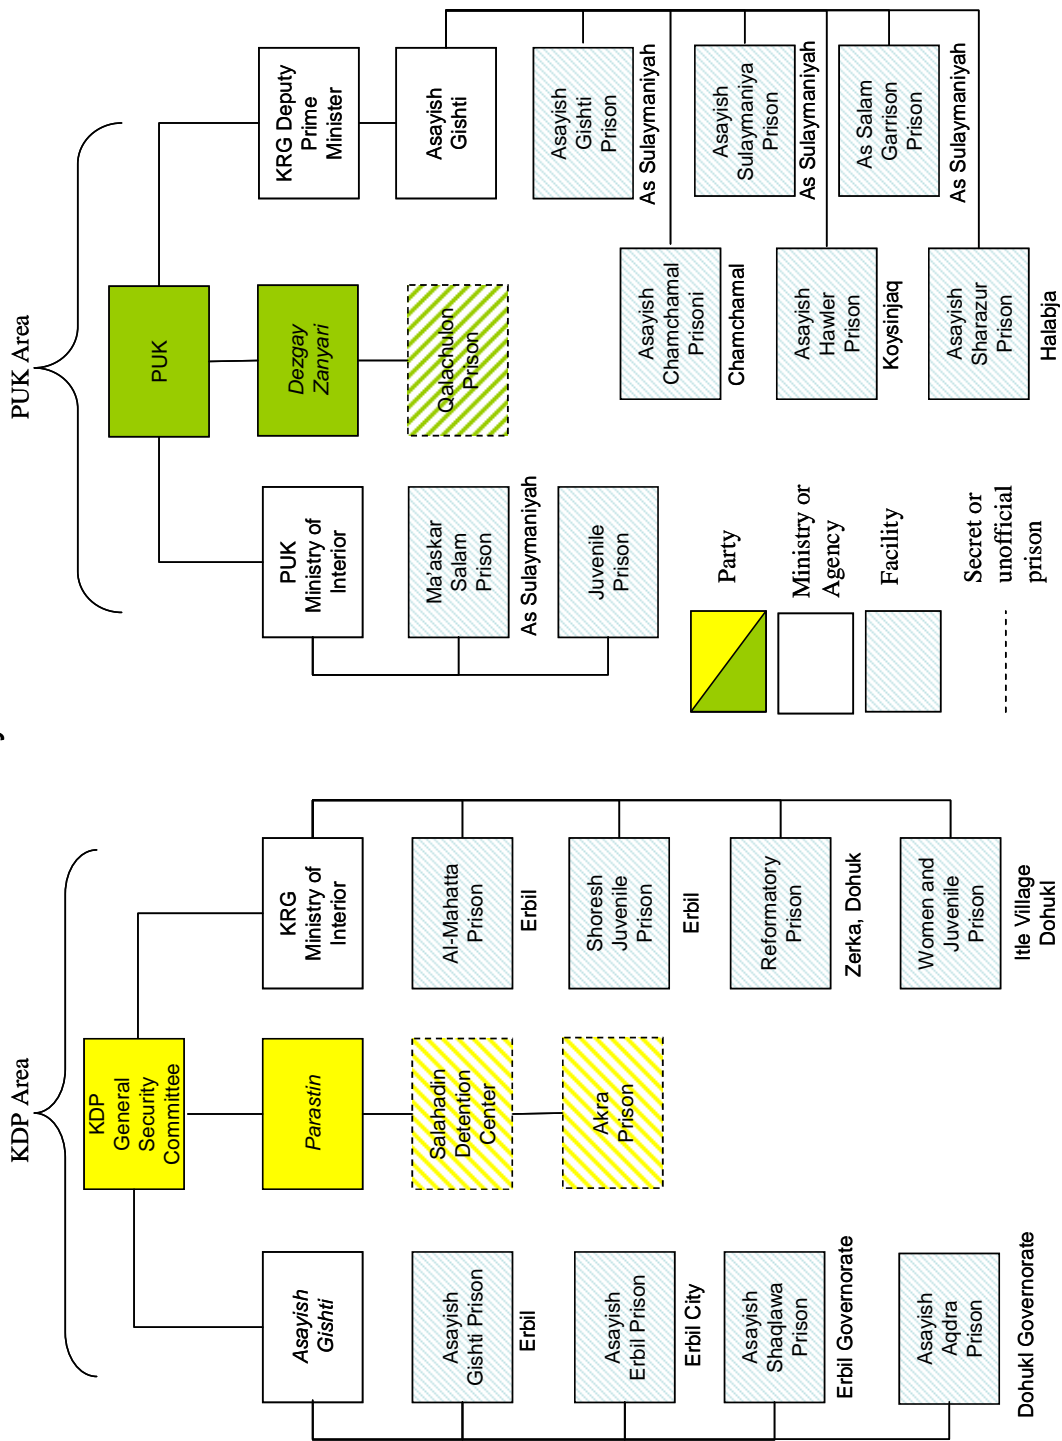 KDP Area
KDP
General
Security
Committee
Asayish
Gishti
Asayish
Gishti Prison
Erbil
Asayish
Erbil Prison
Erbil City
Asayish
Shaqlawa
Prison
Erbil Governorate
Asayish
Aqdra
Prison
Dohukl Governorate
Parastin
Salahadin
Detention
Center
Akra
Prison
KRG
Ministry of
Interior
Al-Mahatta
Prison
Erbil
Shoresh
Juvenile
Prison
Erbil
Reformatory
Prison
Zerka, Dohuk
Women and
Juvenile
Prison
Itle Village
Dohukl
PUK Area
PUK
PUK
Ministry of
Interior
Ma'askar
Salam
Prison
As Sulaymaniyah
Juvenile
Prison
Dezgay
Zanyari
Qalachulon
Prison
KRG Deputy
Prime
Minister
Asayish
Gishti
Asayish
Gishti
Prison
As Sulaymaniyah
Asayish
Chamchamal
Prisoni
Chamchamal
Asayish
Sulaymaniya
Prison
As Sulaymaniyah
Asayish
Hawler
Prison
Koysinjaq
As Salam
Garrison
Prison
As Sulaymaniyah
Asayish
Sharazur
Prison
Halabja
Party
Ministry or
Agency
Facility
Secret or
unofficial
prison